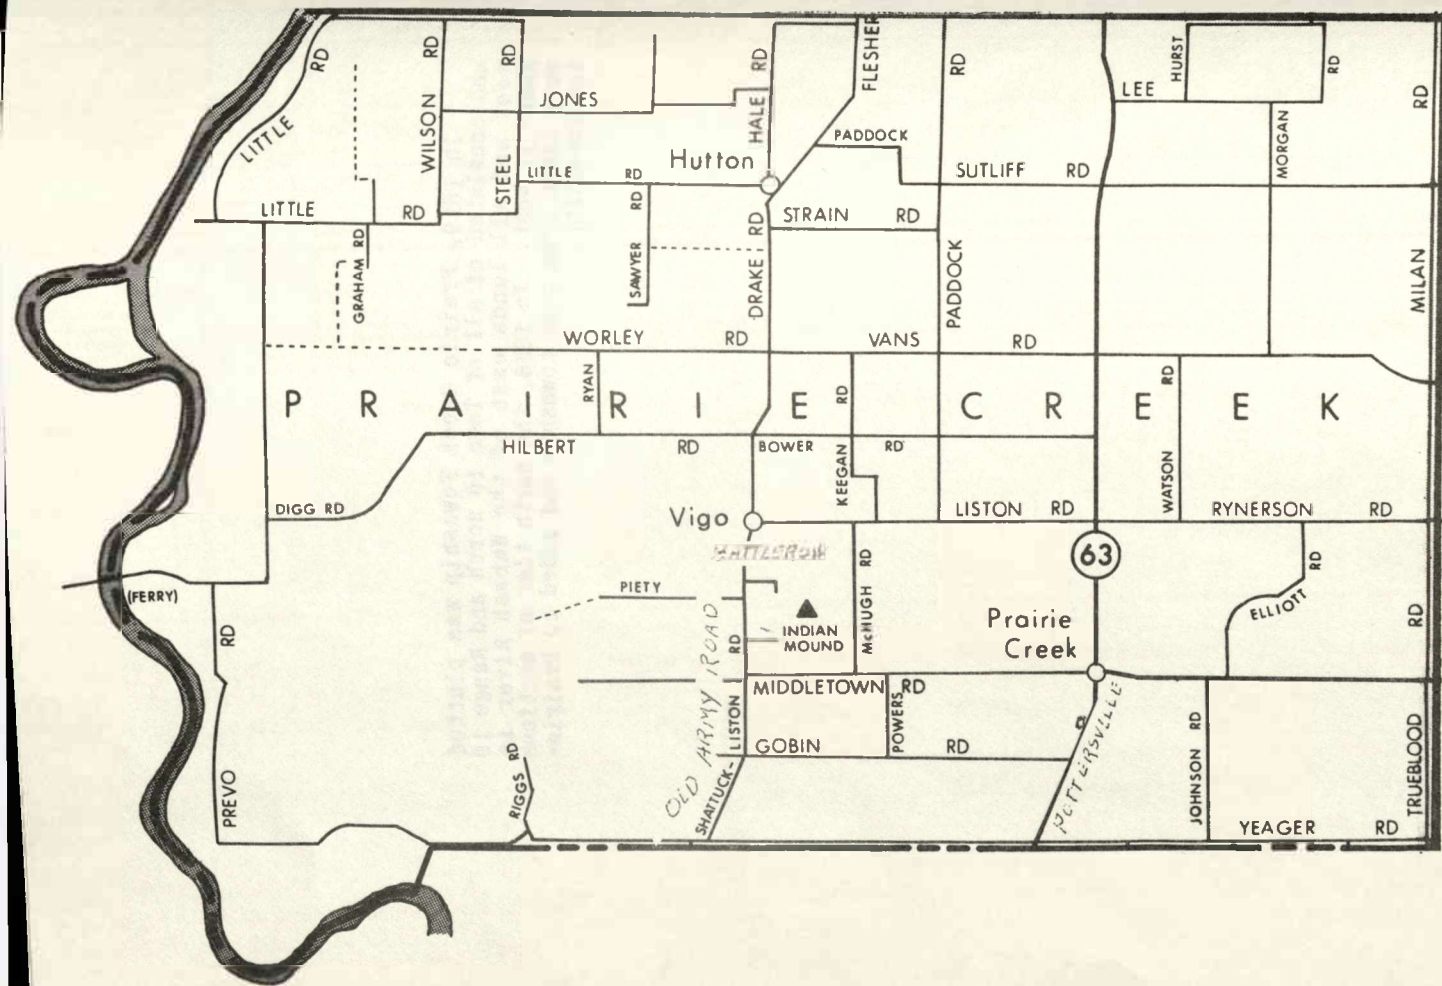 LITTLE RD
WILSON RD
STEEL RD
JONES
HALE RD
FLESHER
PADDOCK RD
LEE
HURST
RD
MORGAN
MILAN RD
Hutton
PADDOCK
SUTLIFF RD
LITTLE RD
LITTLE RD
GRAHAM RD
SAWYER RD
DRAKE RD
STRAIN RD
WORLEY RD
VANS RD
RYAN
PRAIRIE CREEK
HILBERT RD
BOWER RD
KEEGAN RD
WATSON RD
DIGG RD
Vigo
LISTON RD
RYNERSON RD
63
(FERRY)
PIETY
INDIAN
MOUND
McHUGH RD
Prairie
Creek
ELLIOTT RD
PREVO RD
OLD ARMY ROAD
LISTON RD
MIDDLETOWN RD
POWERS
GOBIN RD
RIGGS RD
SHATTUCK-
POTTERSVILLE
JOHNSON RD
TRUEBLOOD RD
YEAGER RD